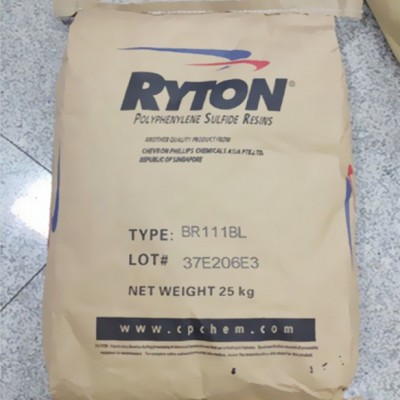 RYTON®
POLYPHENYLENE SULFIDE RESINS
ANOTHER QUALITY PRODUCT FROM
CHEVRON PHILLIPS CHEMICALS ASIA PTE.LTD.
REPUBLIC OF SINGAPORE
TYPE: BR111BL
LOT# 37E206E3
NET WEIGHT 25 kg
www.cpchem.com